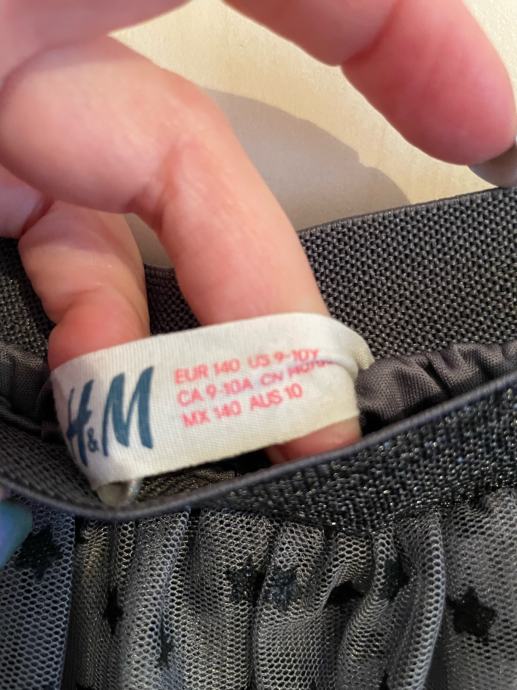 H&M
EUR 140 US 9-10Y
CA 9-10A CN
MX 140 AUS 10